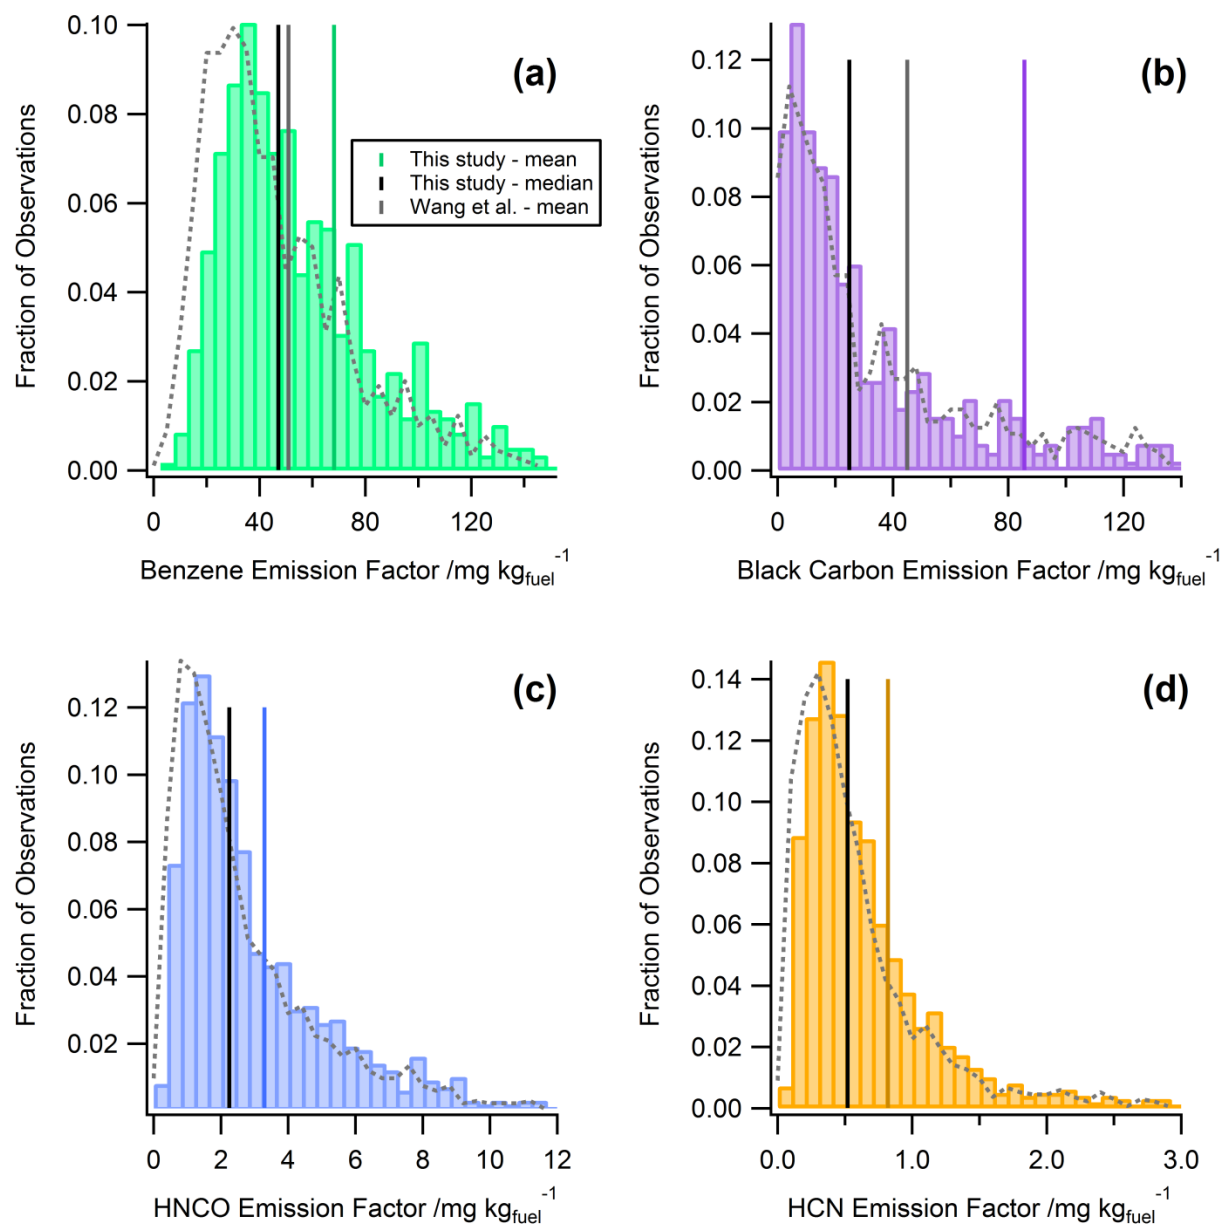 (a)
Fraction of Observations
0.10
0.08
0.06
0.04
0.02
0.00
This study - mean
This study - median
Wang et al. - mean
0 40 80 120
Benzene Emission Factor /mg kg_fuel^-1
(b)
Fraction of Observations
0.12
0.10
0.08
0.06
0.04
0.02
0.00
0 40 80 120
Black Carbon Emission Factor /mg kg_fuel^-1
(c)
Fraction of Observations
0.12
0.10
0.08
0.06
0.04
0.02
0 2 4 6 8 10 12
HNCO Emission Factor /mg kg_fuel^-1
(d)
Fraction of Observations
0.14
0.12
0.10
0.08
0.06
0.04
0.02
0.00
0.0 1.0 2.0 3.0
HCN Emission Factor /mg kg_fuel^-1